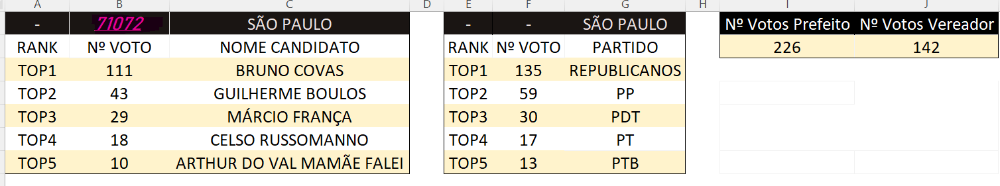 A B C D E F G H I J
- 71072 SÃO PAULO - - SÃO PAULO Nº Votos Prefeito Nº Votos Vereador
RANK Nº VOTO NOME CANDIDATO RANK Nº VOTO PARTIDO 226 142
TOP1 111 BRUNO COVAS TOP1 135 REPUBLICANOS
TOP2 43 GUILHERME BOULOS TOP2 59 PP
TOP3 29 MÁRCIO FRANÇA TOP3 30 PDT
TOP4 18 CELSO RUSSOMANNO TOP4 17 PT
TOP5 10 ARTHUR DO VAL MAMÃE FALEI TOP5 13 PTB